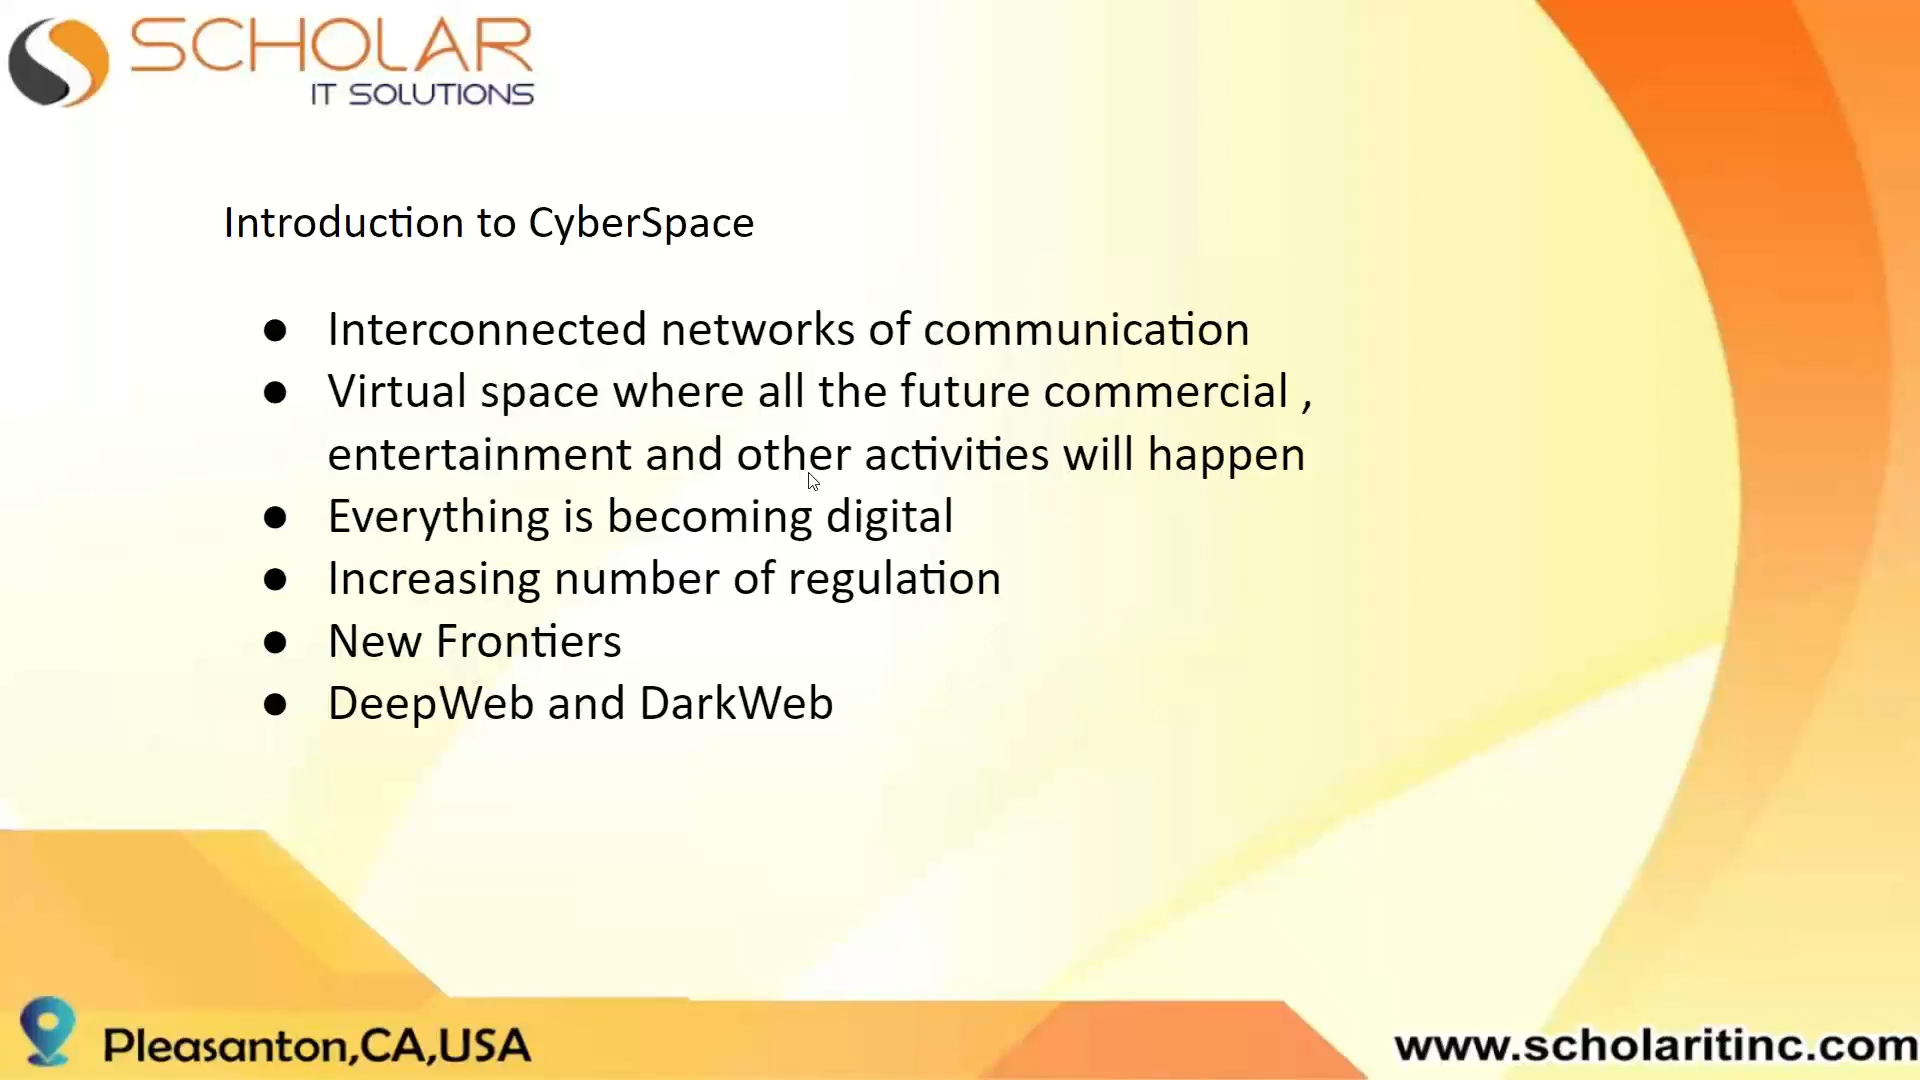 SCHOLAR
IT SOLUTIONS
Introduction to CyberSpace
● Interconnected networks of communication
● Virtual space where all the future commercial ,
entertainment and other activities will happen
● Everything is becoming digital
● Increasing number of regulation
● New Frontiers
● DeepWeb and DarkWeb
Pleasanton,CA,USA
www.scholaritinc.com